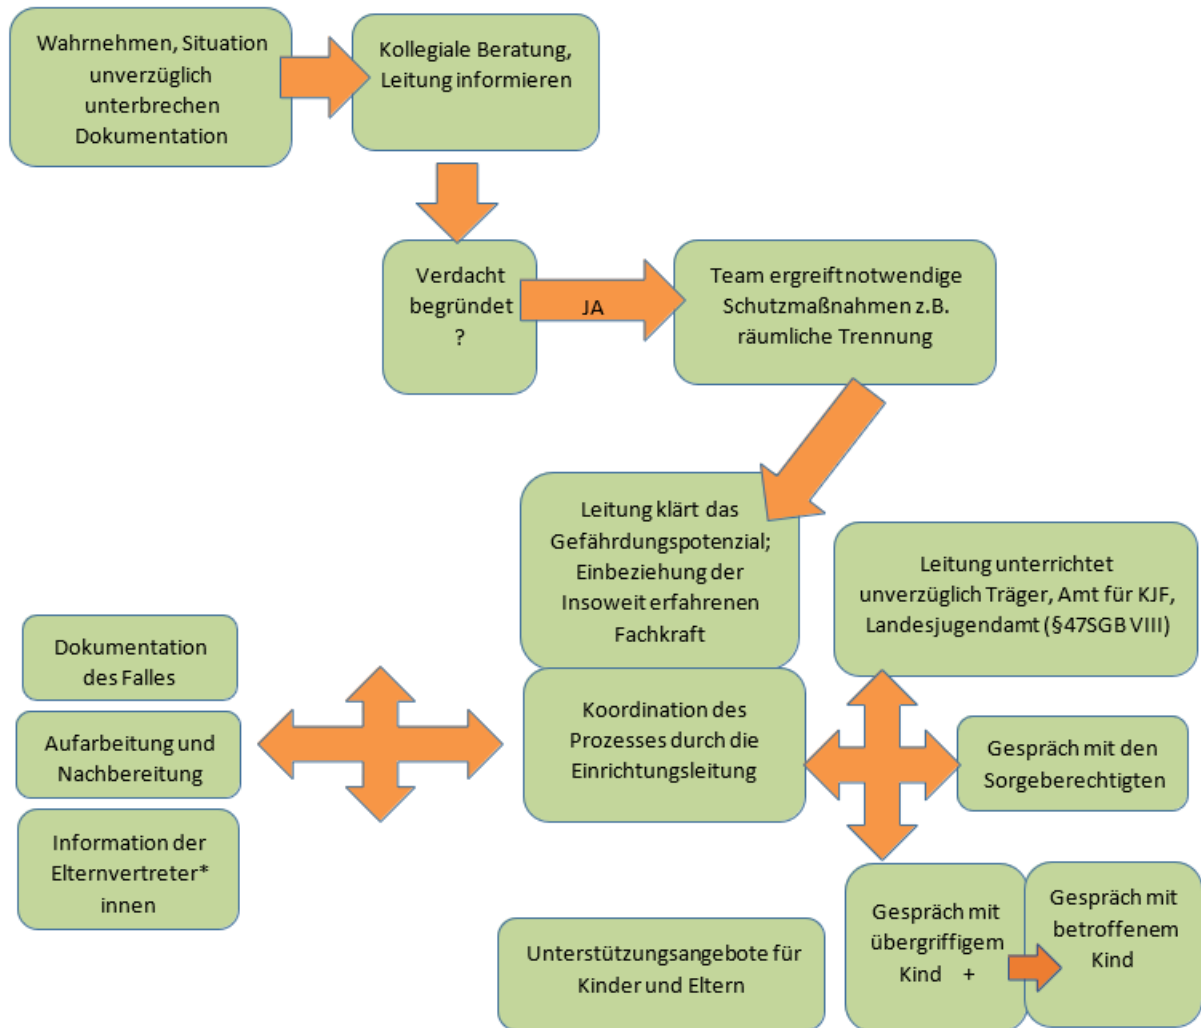 Wahrnehmen, Situation
unverzüglich
unterbrechen
Dokumentation
Kollegiale Beratung,
Leitung informieren
Verdacht
begründet
?
JA
Team ergreift notwendige
Schutzmaßnahmen z.B.
räumliche Trennung
Leitung klärt das
Gefährdungspotenzial;
Einbeziehung der
Insoweit erfahrenen
Fachkraft
Leitung unterrichtet
unverzüglich Träger, Amt für KJF,
Landesjugendamt (§47SGB VIII)
Dokumentation
des Falles
Aufarbeitung und
Nachbereitung
Information der
Elternvertreter*
innen
Koordination des
Prozesses durch die
Einrichtungsleitung
Gespräch mit den
Sorgeberechtigten
Unterstützungsangebote für
Kinder und Eltern
Gespräch mit
übergriffigem
Kind +
Gespräch mit
betroffenem
Kind